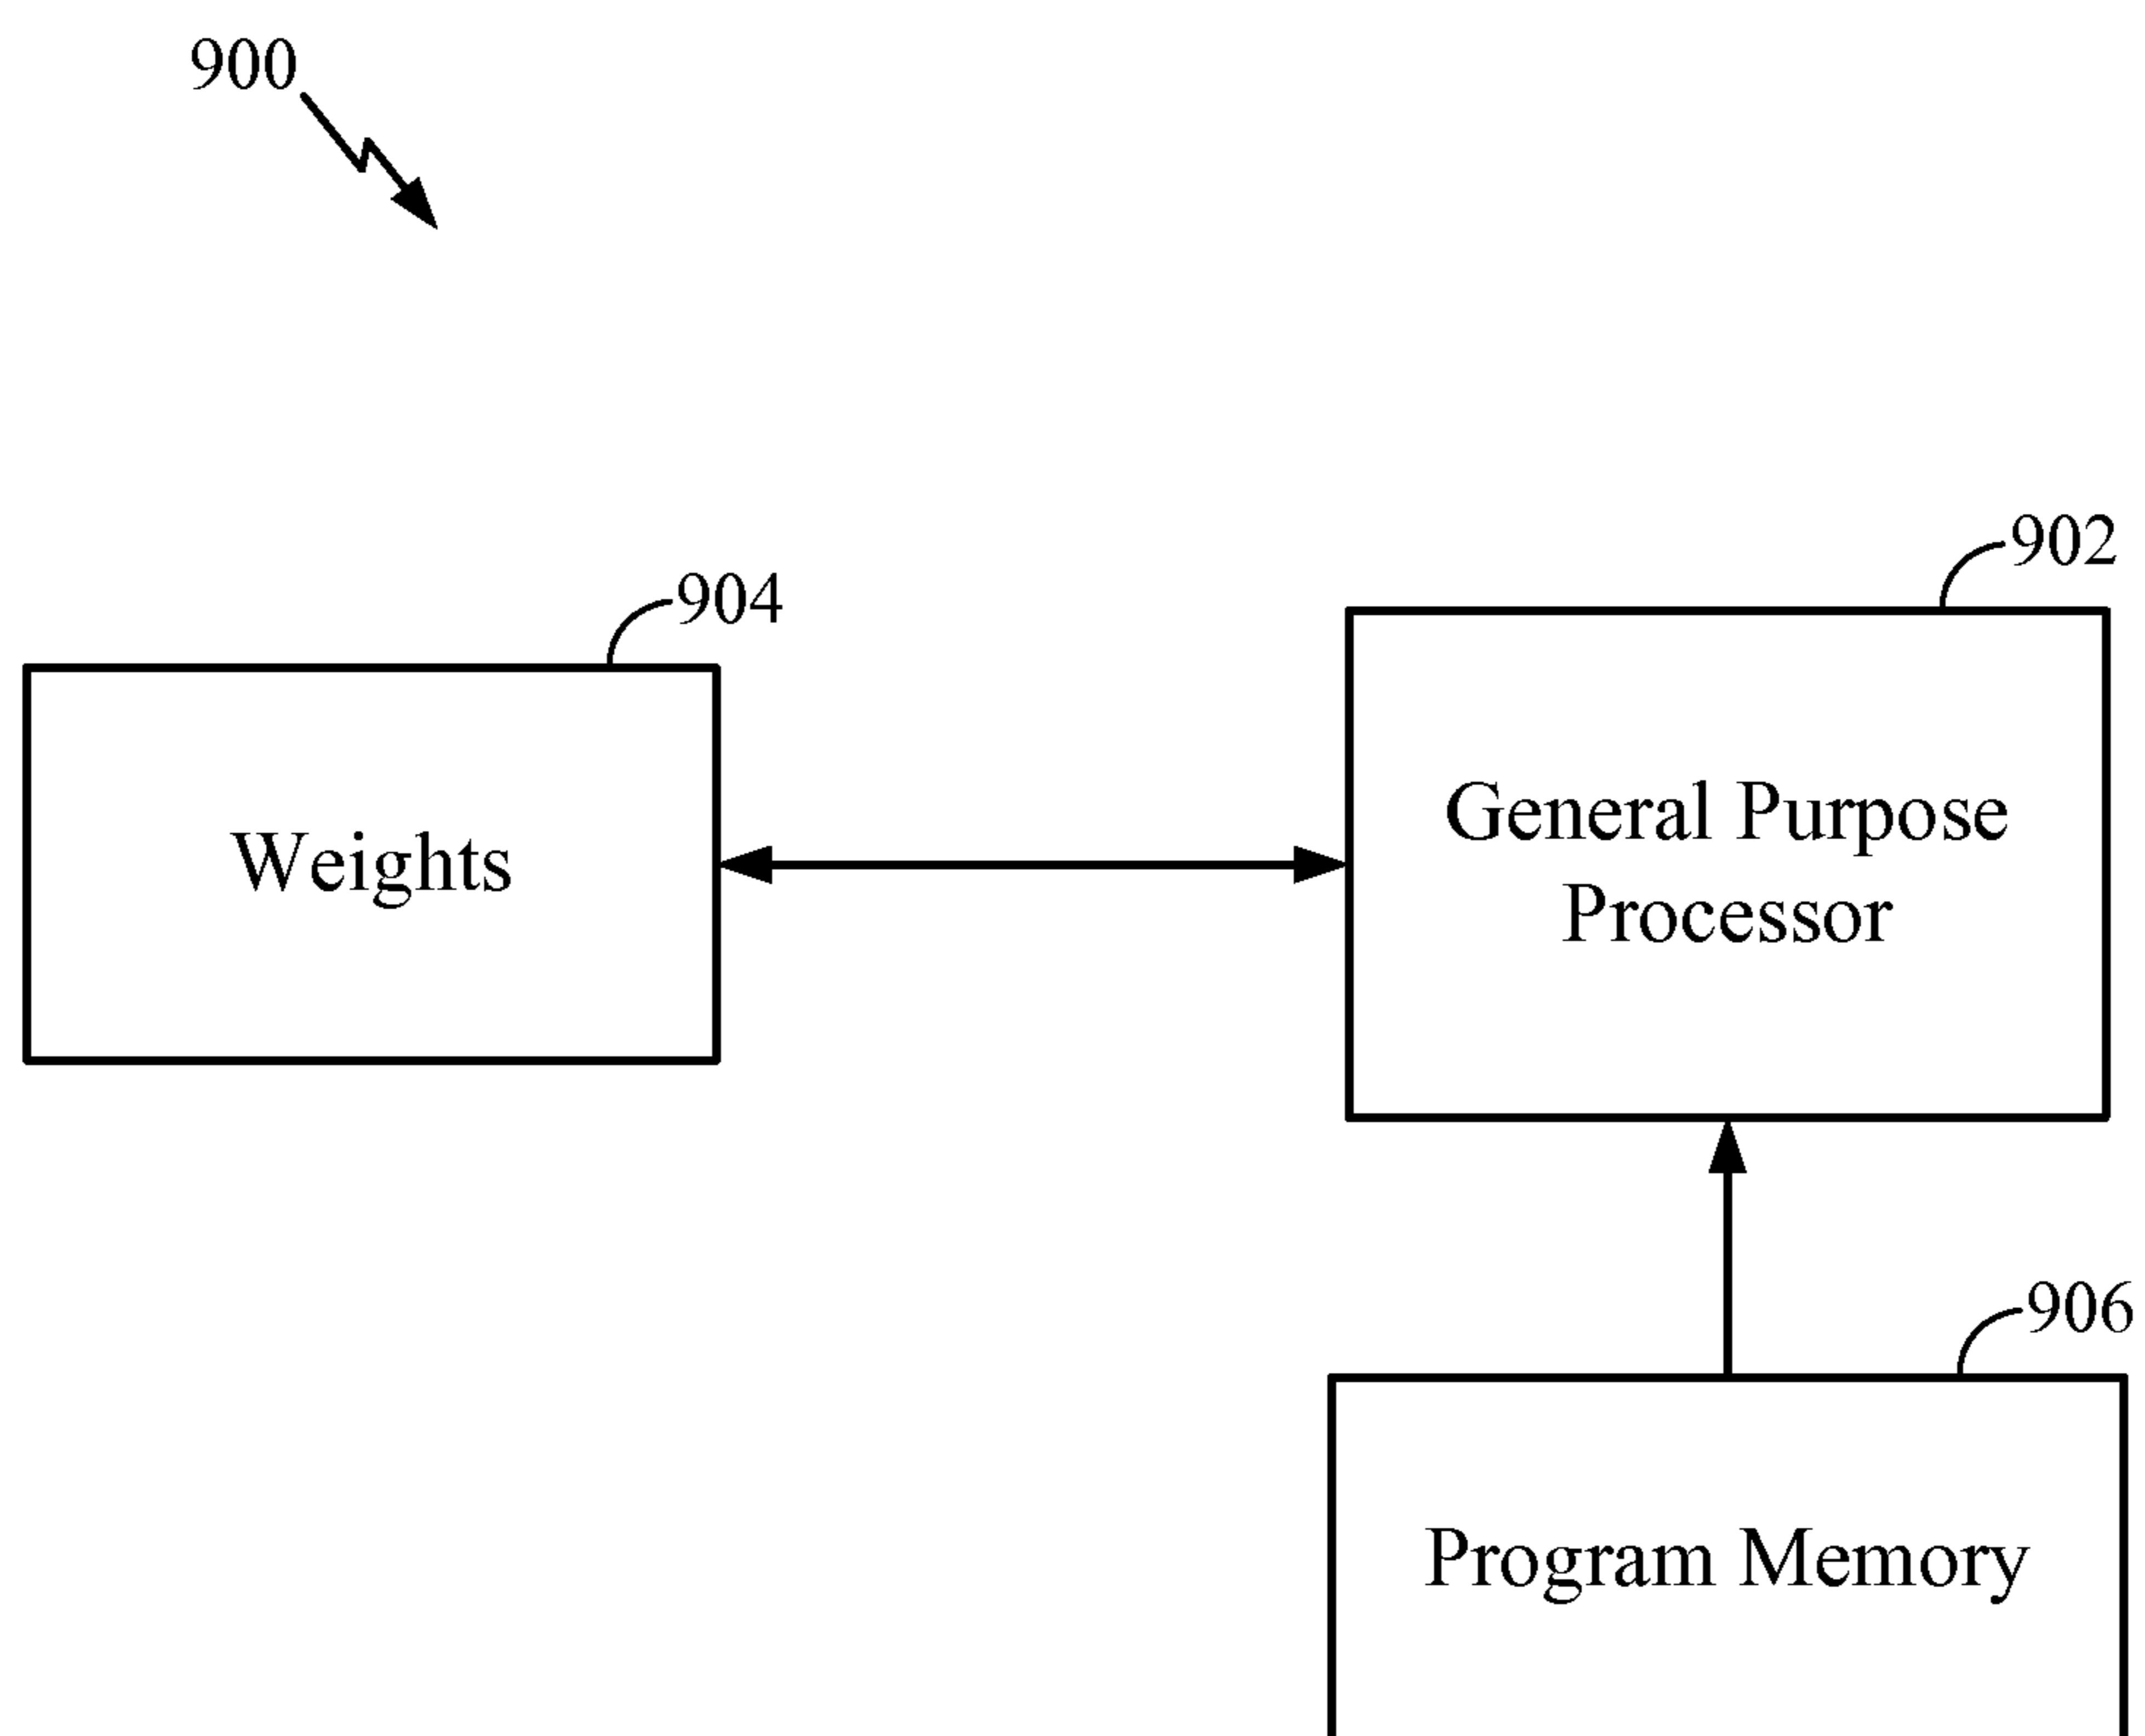 900
902
904
General Purpose
Processor
Weights
906
Program Memory